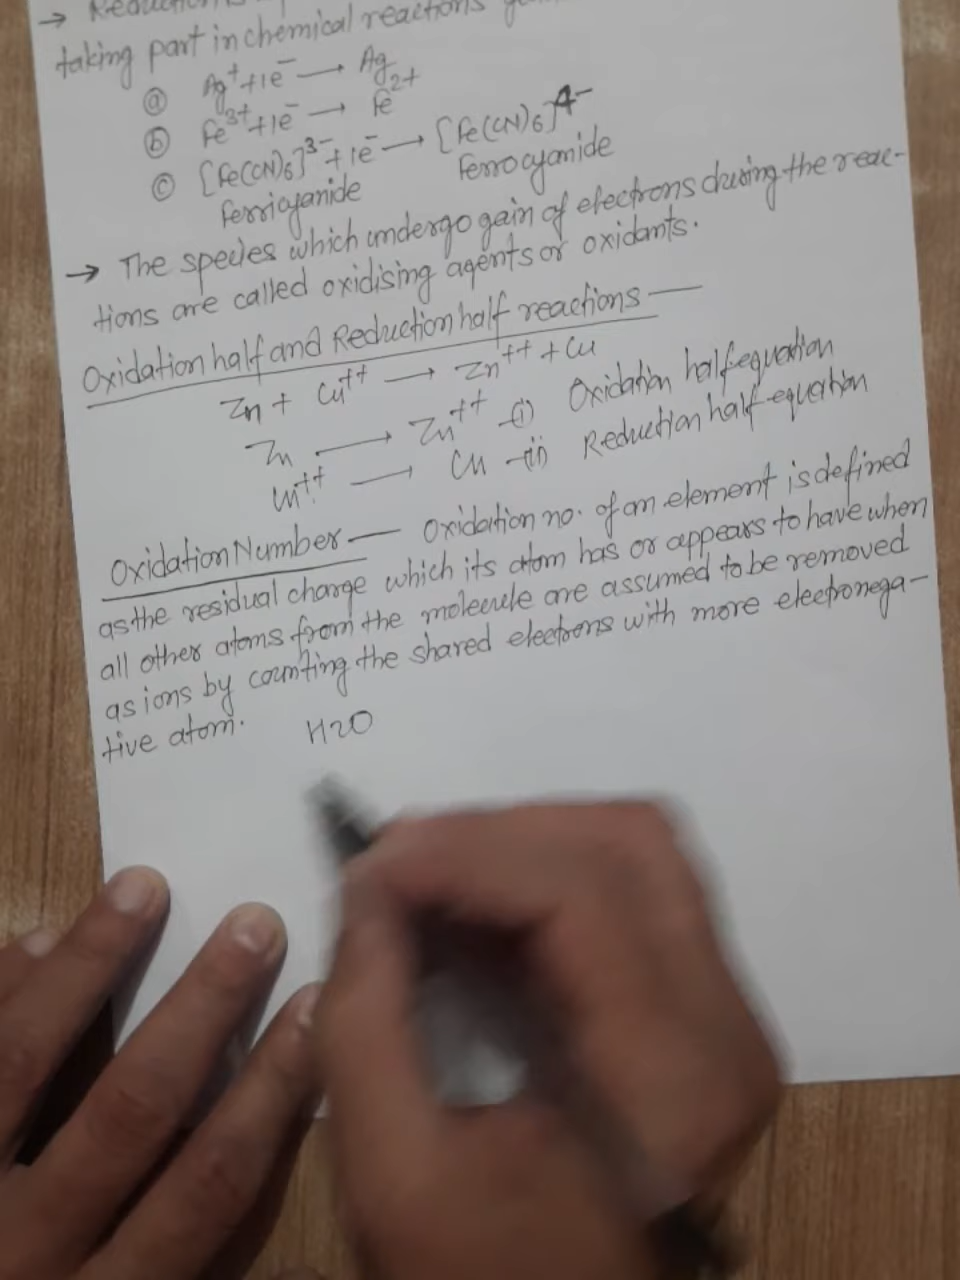 → Reduction is
taking part in chemical reactions
ⓐ Ag⁺ + 1e⁻ ⟶ Ag
ⓑ Fe³⁺ + 1e⁻ ⟶ Fe²⁺
ⓒ [Fe(CN)6]³⁻ + 1e⁻ ⟶ [Fe(CN)6]⁴⁻
Ferricyanide Ferrocyanide
→ The species which undergo gain of electrons during the reac-
tions are called oxidising agents or oxidants.
Oxidation half and Reduction half reactions —
Zn + Cu⁺⁺ ⟶ Zn⁺⁺ + Cu
Zn ⟶ Zn⁺⁺ -(i) Oxidation half equation
Cu⁺⁺ ⟶ Cu -(ii) Reduction half-equation
Oxidation Number — Oxidation no. of an element is defined
as the residual charge which its atom has or appears to have when
all other atoms from the molecule are assumed to be removed
as ions by counting the shared electrons with more electronega-
tive atom. H2O